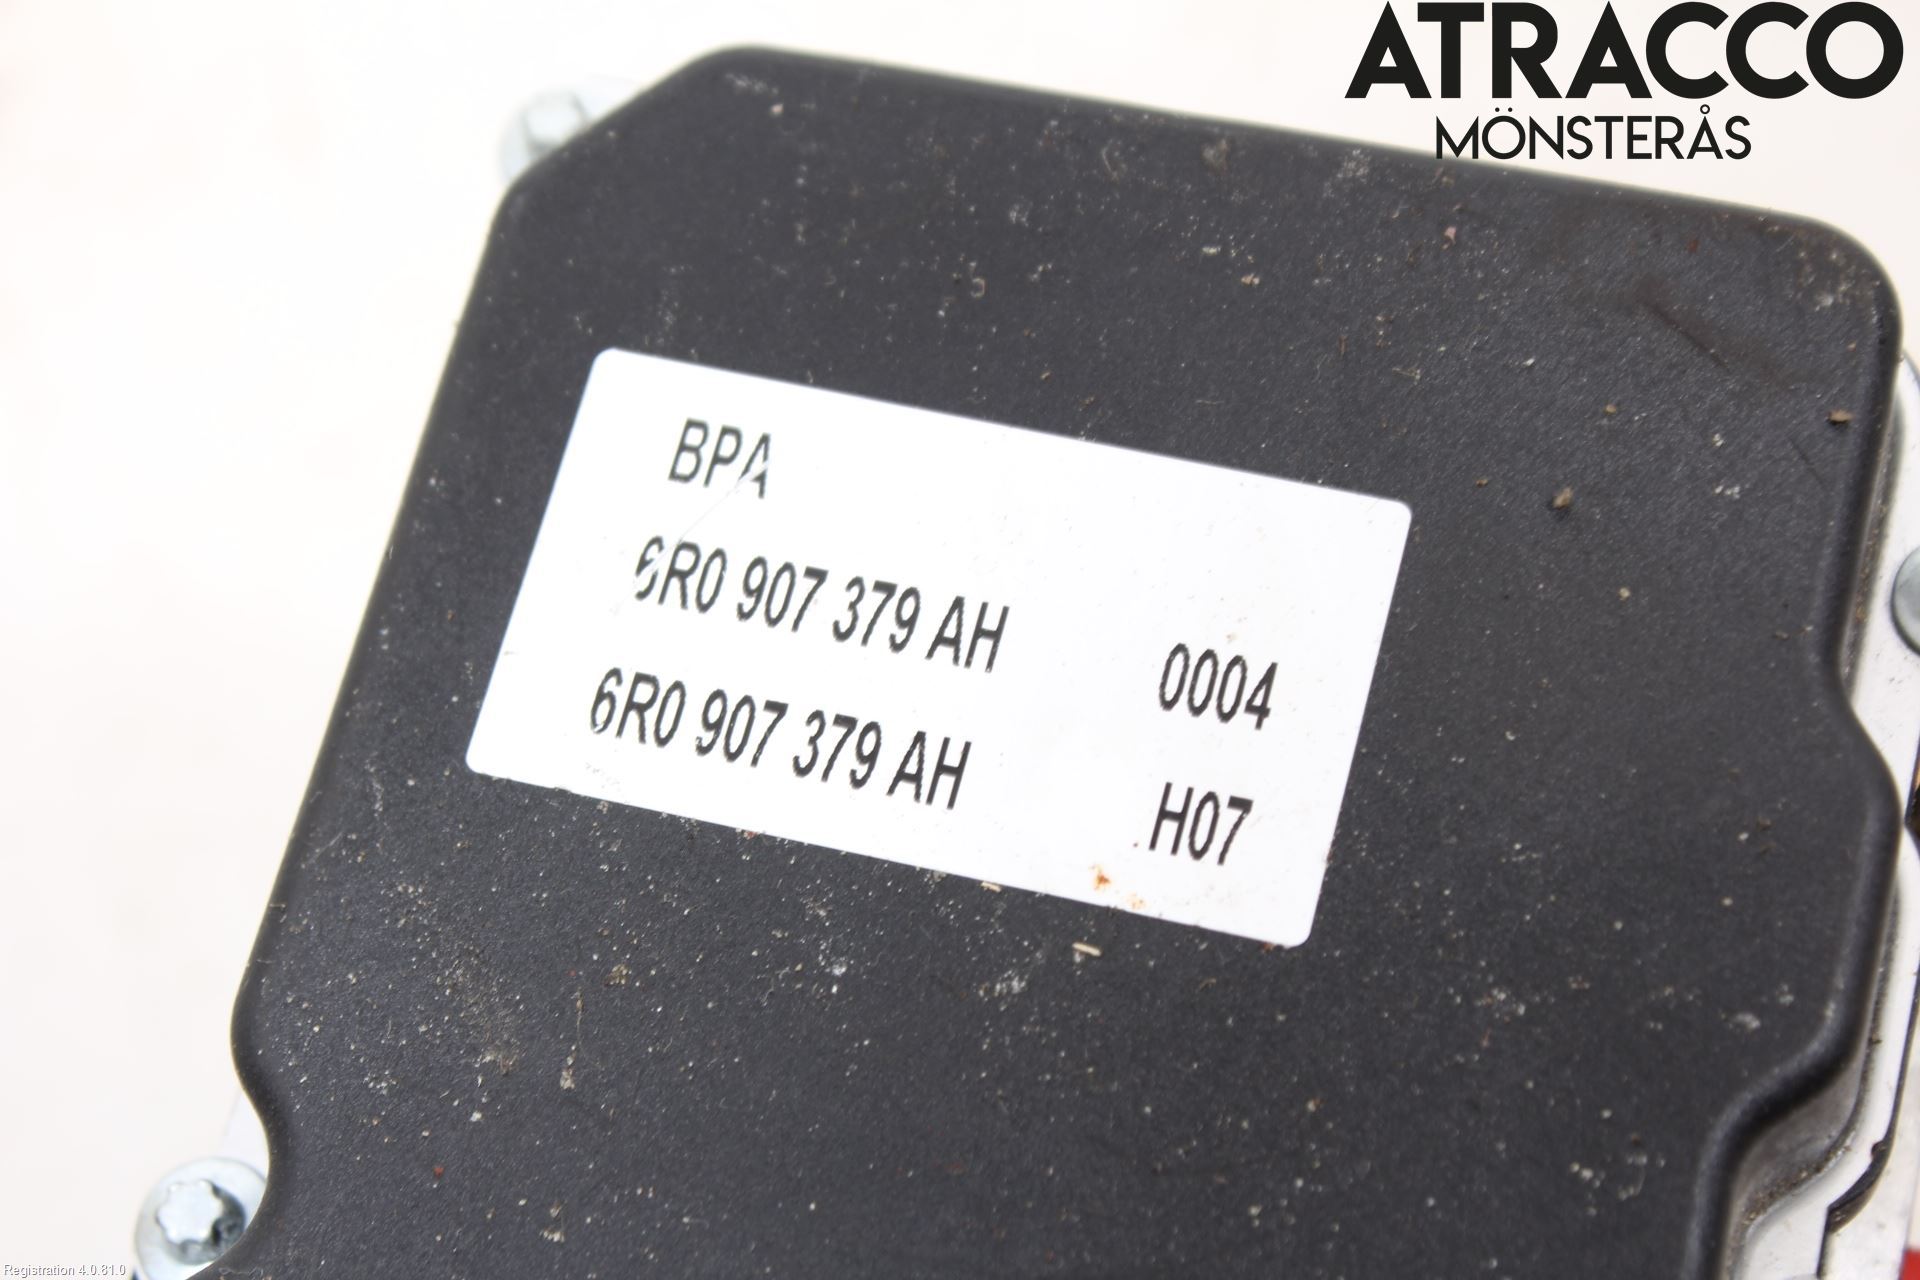 ATRACCO
MÖNSTERÅS
BPA
6R0 907 379 AH 0004
6R0 907 379 AH H07
Registration 4.0.81.0